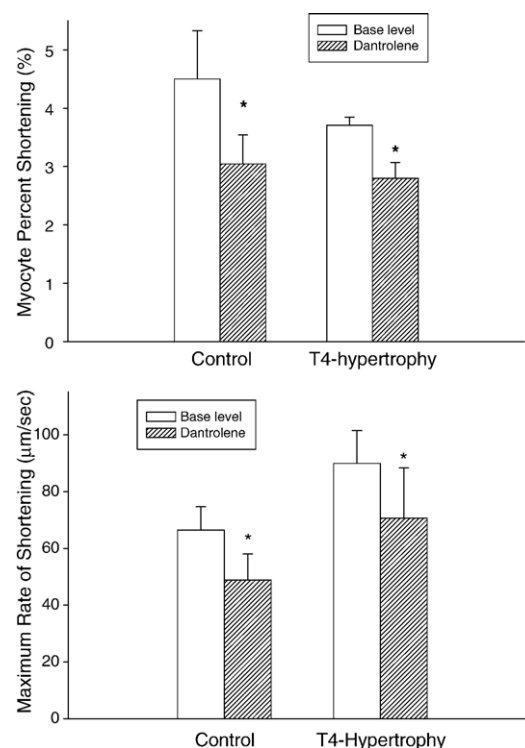 Myocyte Percent Shortening (%)
5
4
3
2
1
0
Base level
Dantrolene
*
*
Control T4-hypertrophy
Maximum Rate of Shortening (µm/sec)
100
80
60
40
20
0
Base level
Dantrolene
*
*
Control T4-Hypertrophy